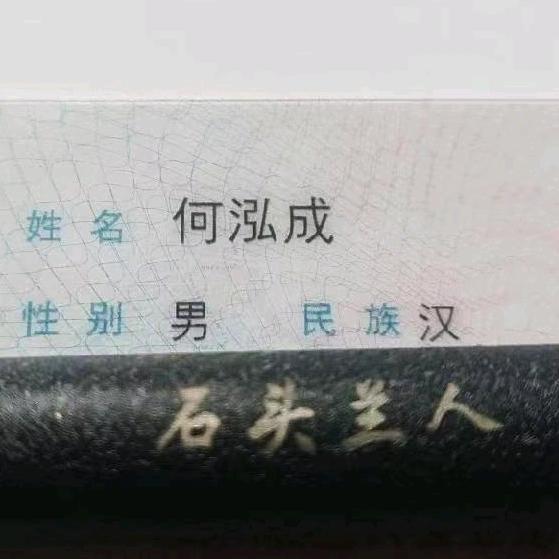 姓名 何泓成
性别 男 民族 汉
石头兰人